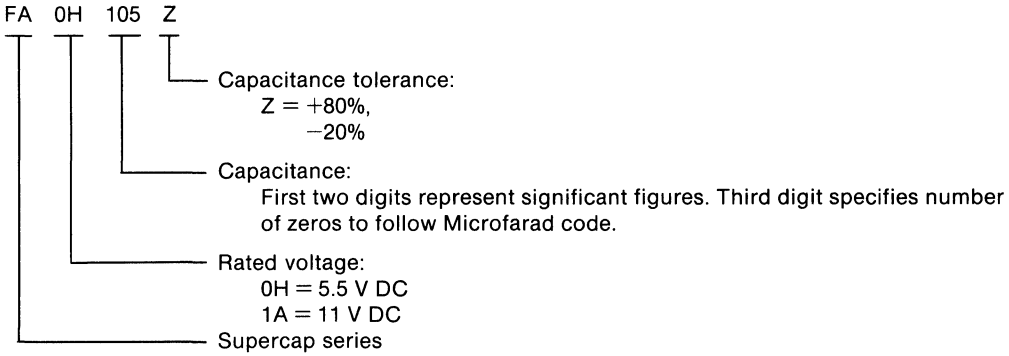 FA 0H 105 Z
Capacitance tolerance:
Z = +80%,
−20%
Capacitance:
First two digits represent significant figures. Third digit specifies number
of zeros to follow Microfarad code.
Rated voltage:
0H = 5.5 V DC
1A = 11 V DC
Supercap series